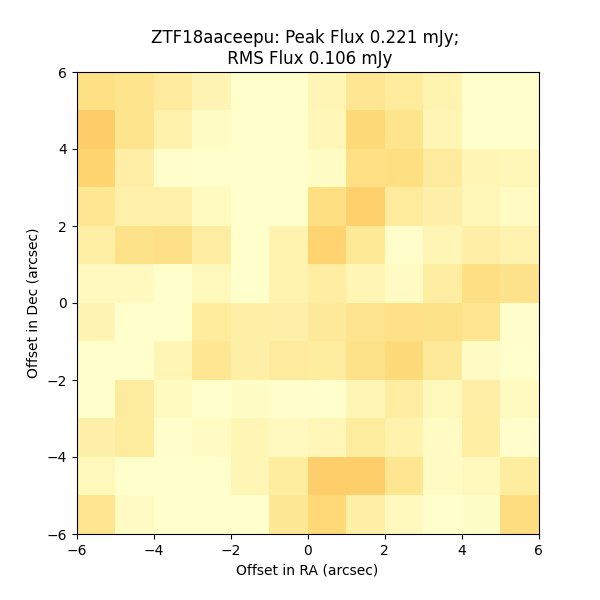 ZTF18aaceepu: Peak Flux 0.221 mJy;
RMS Flux 0.106 mJy
6
4
2
0
−2
−4
−6
Offset in Dec (arcsec)
−6 −4 −2 0 2 4 6
Offset in RA (arcsec)